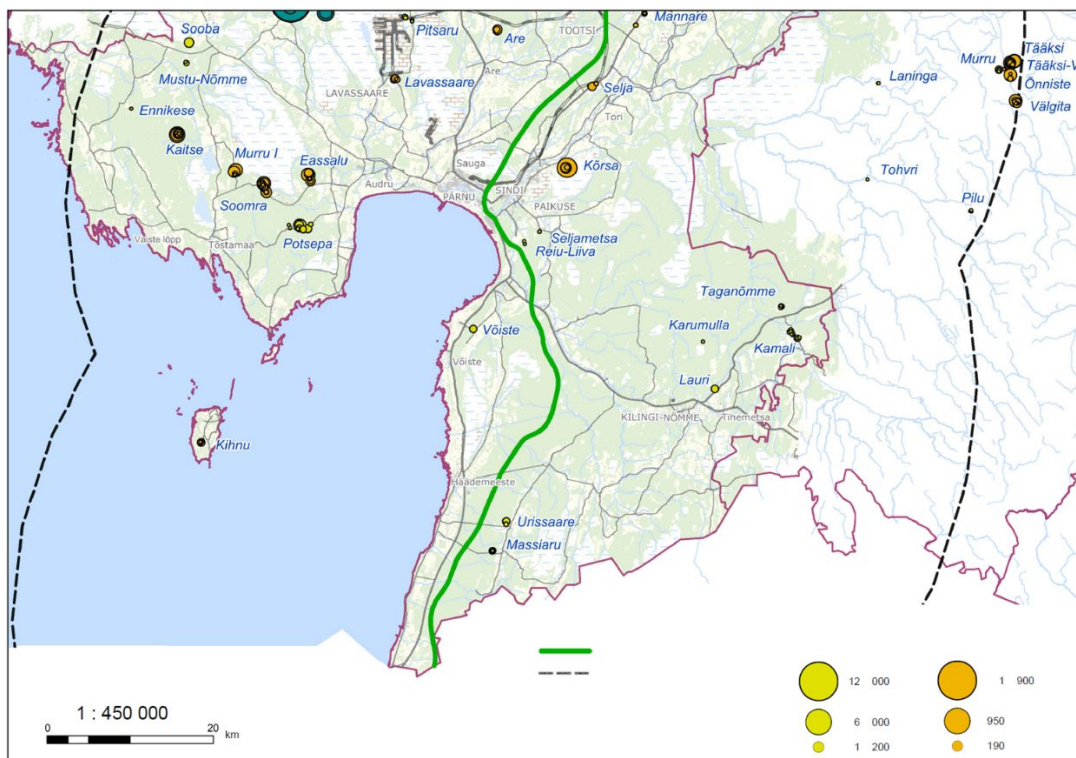 Mannare
Sooba
Pitsaru
Are
TOOTSI
Tääksi
Murru
Tääksi-V
Mustu-Nõmme
Are
Laninga
Õnniste
Lavassaare
Selja
LAVASSAARE
Välgita
Ennikese
Tori
Kaitse
Murru I
Eassalu
Sauga
Kõrsa
Tohvri
Audru
SINDI
PÄRNU
Soomra
PAIKUSE
Pilu
Potsepa
Tõstamaa
Seljametsa
Reiu-Liiva
Taganõmme
Võiste
Karumulla
Kamali
Võiste
Lauri
KILINGI-NÕMME
Tihemetsa
Kihnu
Häädemeeste
Urissaare
Massiaru
12 000
1 900
1 : 450 000
6 000
950
0
20
km
1 200
190